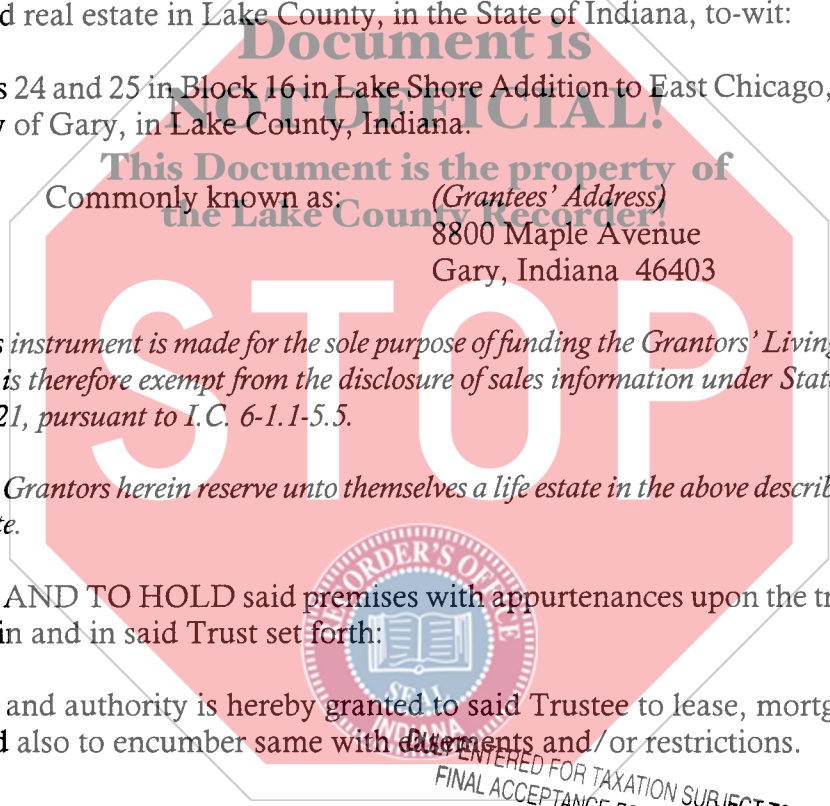 d real estate in Lake County, in the State of Indiana, to-wit:
Document is
s 24 and 25 in Block 16 in Lake Shore Addition to East Chicago,
NOT OFFICIAL!
of Gary, in Lake County, Indiana.
This Document is the property of
Commonly known as: (Grantees' Address)
the Lake County Recorder!
8800 Maple Avenue
Gary, Indiana 46403
STOP
s instrument is made for the sole purpose of funding the Grantors' Living
is therefore exempt from the disclosure of sales information under Stat
21, pursuant to I.C. 6-1.1-5.5.
Grantors herein reserve unto themselves a life estate in the above describ
te.
RECORDER'S OFFICE
AND TO HOLD said premises with appurtenances upon the tr
in and in said Trust set forth:
SEAL
and authority is hereby granted to said Trustee to lease, mortg
INDIANA
d also to encumber same with easements and/or restrictions.
DULY ENTERED FOR TAXATION SUBJECT TO
FINAL ACCEPTANCE FO